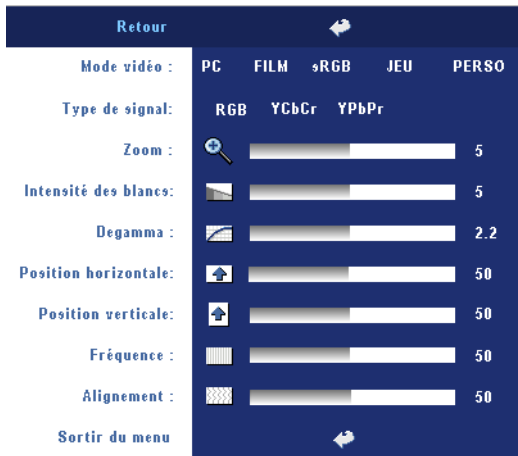 Retour
Mode vidéo : PC FILM sRGB JEU PERSO
Type de signal: RGB YCbCr YPbPr
Zoom : 5
Intensité des blancs: 5
Degamma : 2.2
Position horizontale: 50
Position verticale: 50
Fréquence : 50
Alignement : 50
Sortir du menu